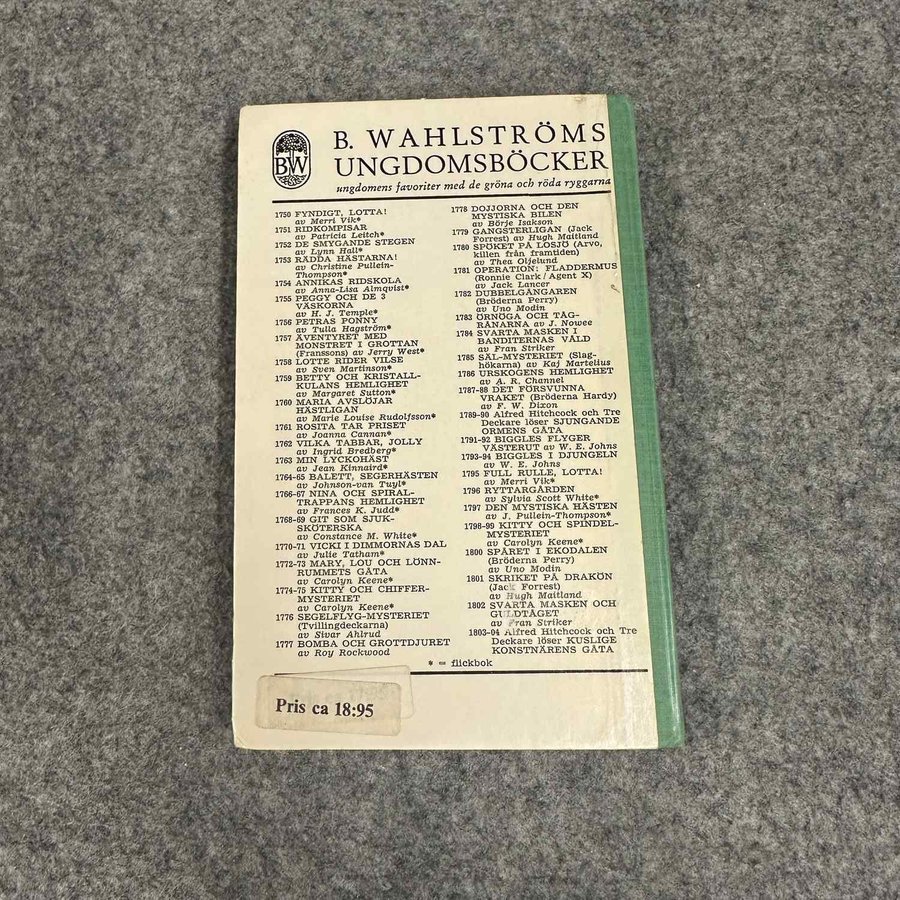 BW
B. WAHLSTRÖMS
UNGDOMSBÖCKER
ungdomens favoriter med de gröna och röda ryggarna
1750 FYNDIGT, LOTTA!
av Merri Vik*
1751 RIDKOMPISAR
av Patricia Leitch*
1752 DE SMYGANDE STEGEN
av Lynn Hall*
1753 RÄDDA HÄSTARNA!
av Christine Pullein-
Thompson*
1754 ANNIKAS RIDSKOLA
av Anna-Lisa Almqvist*
1755 PEGGY OCH DE 3
VÄSKORNA
av H. J. Temple*
1756 PETRAS PONNY
av Tulla Hagström*
1757 ÄVENTYRET MED
MONSTRET I GROTTAN
(Franssons) av Jerry West*
1758 LOTTE RIDER VILSE
av Sven Martinson*
1759 BETTY OCH KRISTALL-
KULANS HEMLIGHET
av Margaret Sutton*
1760 MARIA AVSLÖJAR
HÄSTLIGAN
av Marie Louise Rudolfsson*
1761 ROSITA TAR PRISET
av Joanna Cannan*
1762 VILKA TABBAR, JOLLY
av Ingrid Bredberg*
1763 MIN LYCKOHÄST
av Jean Kinnaird*
1764-65 BALETT, SEGERHÄSTEN
av Johnson-van Tuyl*
1766-67 NINA OCH SPIRAL-
TRAPPANS HEMLIGHET
av Frances K. Judd*
1768-69 GIT SOM SJUK-
SKÖTERSKA
av Constance M. White*
1770-71 VICKI I DIMMORNAS DAL
av Julie Tatham*
1772-73 MARY, LOU OCH LÖNN-
RUMMETS GÅTA
av Carolyn Keene*
1774-75 KITTY OCH CHIFFER-
MYSTERIET
av Carolyn Keene*
1776 SEGELFLYG-MYSTERIET
(Tvillingdeckarna)
av Sivar Ahlrud
1777 BOMBA OCH GROTTDJURET
av Roy Rockwood
1778 DOJJORNA OCH DEN
MYSTISKA BILEN
av Börje Isakson
1779 GANGSTERLIGAN (Jack
Forrest) av Hugh Maitland
1780 SPÖKET PÅ LÖSJÖ (Arvo,
killen från framtiden)
av Thea Oljelund
1781 OPERATION: FLADDERMUS
(Ronnie Clark / Agent X)
av Jack Lancer
1782 DUBBELGÅNGAREN
(Bröderna Perry)
av Uno Modin
1783 ÖRNÖGA OCH TÅG-
RÅNARNA av J. Nowee
1784 SVARTA MASKEN I
BANDITERNAS VÅLD
av Fran Striker
1785 SÄL-MYSTERIET (Slag-
hökarna) av Kaj Martelius
1786 URSKOGENS HEMLIGHET
av A. R. Channel
1787-88 DET FÖRSVUNNA
VRAKET (Bröderna Hardy)
av F. W. Dixon
1789-90 Alfred Hitchcock och Tre
Deckare löser SJUNGANDE
ORMENS GÅTA
1791-92 BIGGLES FLYGER
VÄSTERUT av W. E. Johns
1793-94 BIGGLES I DJUNGELN
av W. E. Johns
1795 FULL RULLE, LOTTA!
av Merri Vik*
1796 RYTTARGÅRDEN
av Sylvia Scott White*
1797 DEN MYSTISKA HÄSTEN
av J. Pullein-Thompson*
1798-99 KITTY OCH SPINDEL-
MYSTERIET
av Carolyn Keene*
1800 SPÅRET I EKODALEN
(Bröderna Perry)
av Uno Modin
1801 SKRIKET PÅ DRAKÖN
(Jack Forrest)
av Hugh Maitland
1802 SVARTA MASKEN OCH
GULDTÅGET
av Fran Striker
1803-04 Alfred Hitchcock och Tre
Deckare löser KUSLIGE
KONSTNÄRENS GÅTA
* = flickbok
Pris ca 18:95